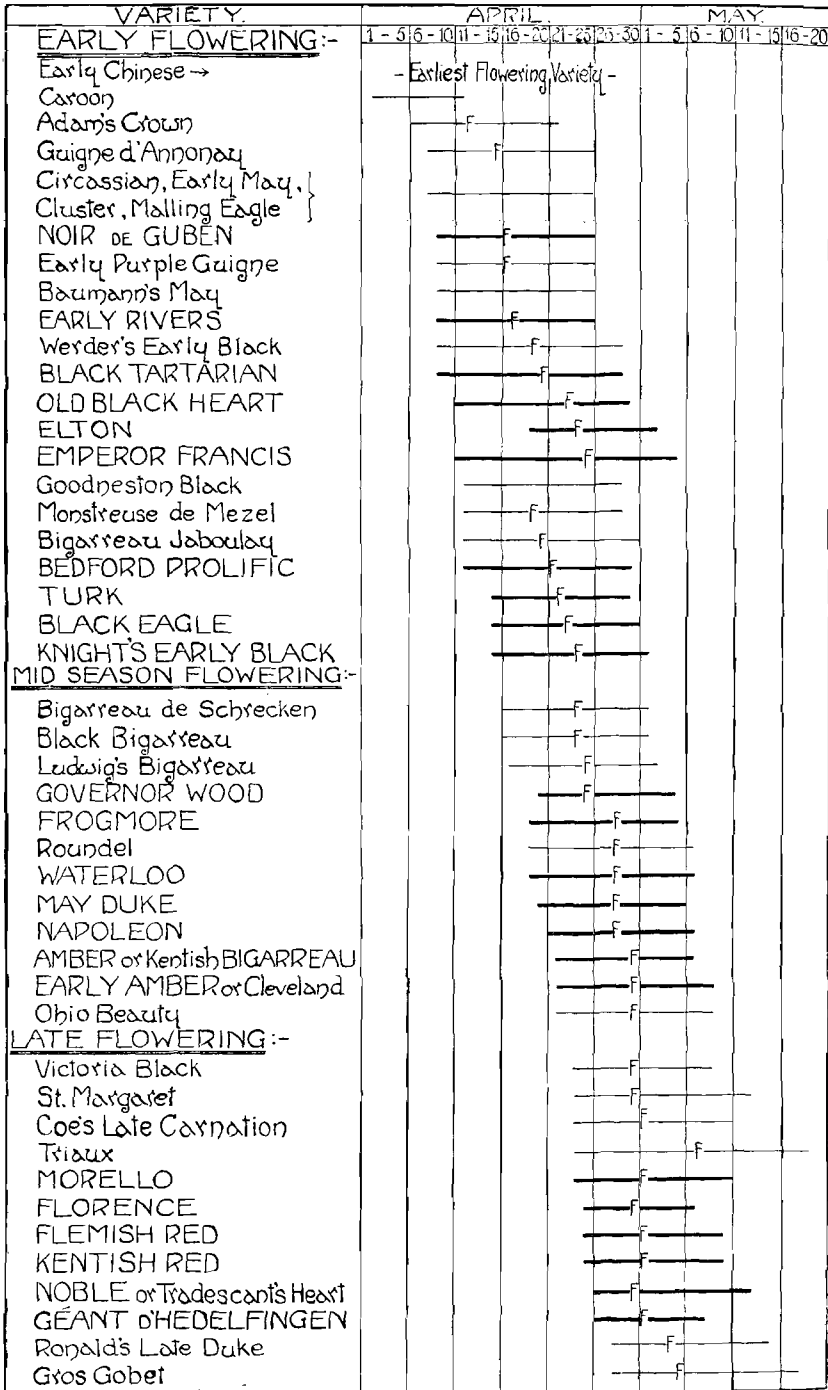 VARIETY. APRIL. MAY.
EARLY FLOWERING:- 1 - 5 6 - 10 11 - 15 16 - 20 21 - 25 26 - 30 1 - 5 6 - 10 11 - 15 16 - 20
Early Chinese → - Earliest Flowering Variety -
Caroon
Adam's Crown F
Guigne d'Annonay F
Circassian, Early May,
Cluster, Malling Eagle
NOIR DE GUBEN F
Early Purple Guigne F
Baumann's May
EARLY RIVERS F
Werder's Early Black F
BLACK TARTARIAN F
OLD BLACK HEART F
ELTON F
EMPEROR FRANCIS F
Goodneston Black
Monstreuse de Mezel F
Bigarreau Jaboulay F
BEDFORD PROLIFIC F
TURK F
BLACK EAGLE F
KNIGHT'S EARLY BLACK F
MID SEASON FLOWERING:-
Bigarreau de Schrecken F
Black Bigarreau F
Ludwig's Bigarreau F
GOVERNOR WOOD F
FROGMORE F
Roundel F
WATERLOO F
MAY DUKE F
NAPOLEON F
AMBER or Kentish BIGARREAU F
EARLY AMBER or Cleveland F
Ohio Beauty F
LATE FLOWERING:-
Victoria Black F
St. Margaret F
Coe's Late Carnation F
Triaux F
MORELLO F
FLORENCE F
FLEMISH RED F
KENTISH RED F
NOBLE or Tradescant's Heart F
GÉANT D'HEDELFINGEN F
Ronald's Late Duke F
Gros Gobet F